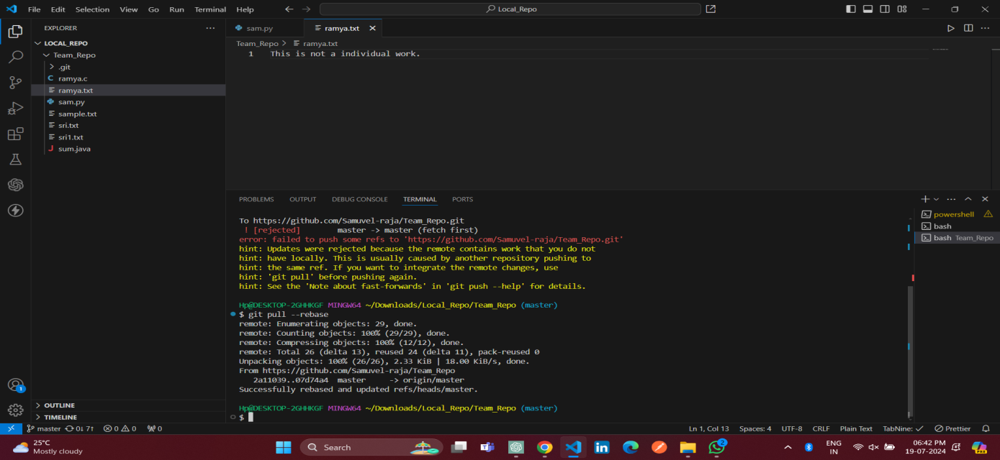 File Edit Selection View Go Run Terminal Help Local_Repo
EXPLORER
LOCAL_REPO
Team_Repo
.git
C ramya.c
ramya.txt
sam.py
sample.txt
sri.txt
sri1.txt
J sum.java
OUTLINE
TIMELINE
sam.py ramya.txt
Team_Repo > ramya.txt
1 This is not a individual work.
PROBLEMS OUTPUT DEBUG CONSOLE TERMINAL PORTS
To https://github.com/Samuvel-raja/Team_Repo.git
! [rejected] master -> master (fetch first)
error: failed to push some refs to 'https://github.com/Samuvel-raja/Team_Repo.git'
hint: Updates were rejected because the remote contains work that you do not
hint: have locally. This is usually caused by another repository pushing to
hint: the same ref. If you want to integrate the remote changes, use
hint: 'git pull' before pushing again.
hint: See the 'Note about fast-forwards' in 'git push --help' for details.
Hp@DESKTOP-2GHHKGF MINGW64 ~/Downloads/Local_Repo/Team_Repo (master)
$ git pull --rebase
remote: Enumerating objects: 29, done.
remote: Counting objects: 100% (29/29), done.
remote: Compressing objects: 100% (12/12), done.
remote: Total 26 (delta 13), reused 24 (delta 11), pack-reused 0
Unpacking objects: 100% (26/26), 2.33 KiB | 18.00 KiB/s, done.
From https://github.com/Samuvel-raja/Team_Repo
2a11039..07d74a4 master -> origin/master
Successfully rebased and updated refs/heads/master.
Hp@DESKTOP-2GHHKGF MINGW64 ~/Downloads/Local_Repo/Team_Repo (master)
$
powershell
bash
bash Team_Repo
1
master 0↓ 7↑ 0 0 0 Ln 1, Col 13 Spaces: 4 UTF-8 CRLF Plain Text TabNine: ✓ Prettier
25°C
Mostly cloudy
Search
2
ENG
IN
06:42 PM
19-07-2024